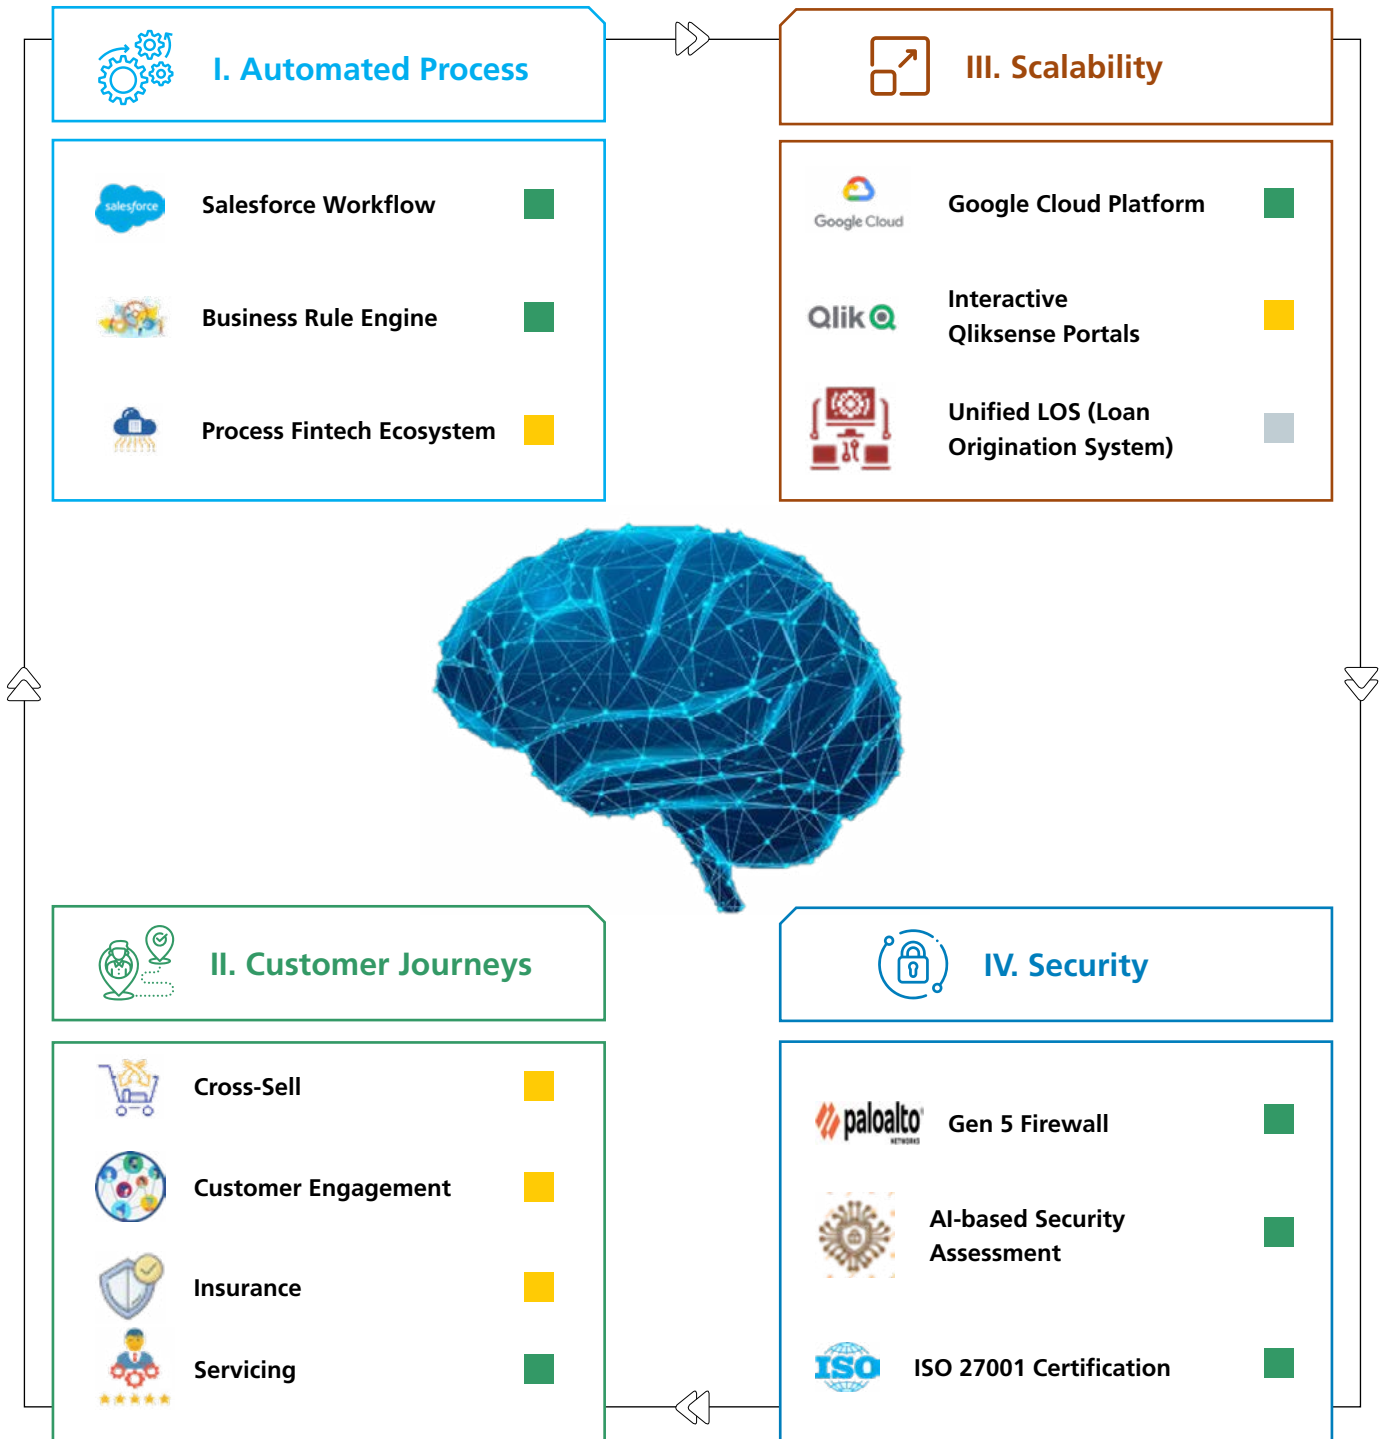 I. Automated Process
salesforce
Salesforce Workflow
Business Rule Engine
Process Fintech Ecosystem
III. Scalability
Google Cloud
Google Cloud Platform
Qlik
Interactive
Qliksense Portals
Unified LOS (Loan
Origination System)
II. Customer Journeys
Cross-Sell
Customer Engagement
Insurance
Servicing
IV. Security
paloalto
NETWORKS
Gen 5 Firewall
AI-based Security
Assessment
ISO
ISO 27001 Certification